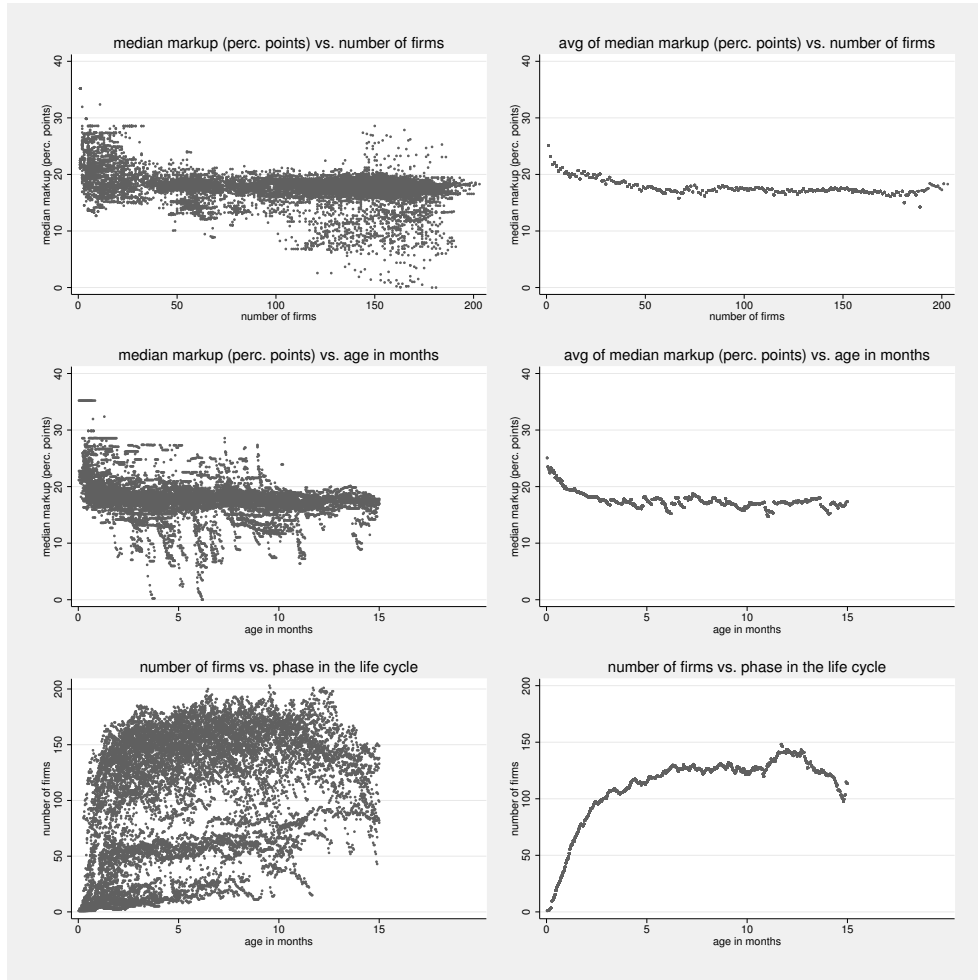 median markup (perc. points) vs. number of firms
median markup (perc. points)
40
30
20
10
0
0 50 100 150 200
number of firms
avg of median markup (perc. points) vs. number of firms
median markup (perc. points)
40
30
20
10
0
0 50 100 150 200
number of firms
median markup (perc. points) vs. age in months
median markup (perc. points)
40
30
20
10
0
0 5 10 15
age in months
avg of median markup (perc. points) vs. age in months
median markup (perc. points)
40
30
20
10
0
0 5 10 15
age in months
number of firms vs. phase in the life cycle
number of firms
200
150
100
50
0
0 5 10 15
age in months
number of firms vs. phase in the life cycle
number of firms
200
150
100
50
0
0 5 10 15
age in months